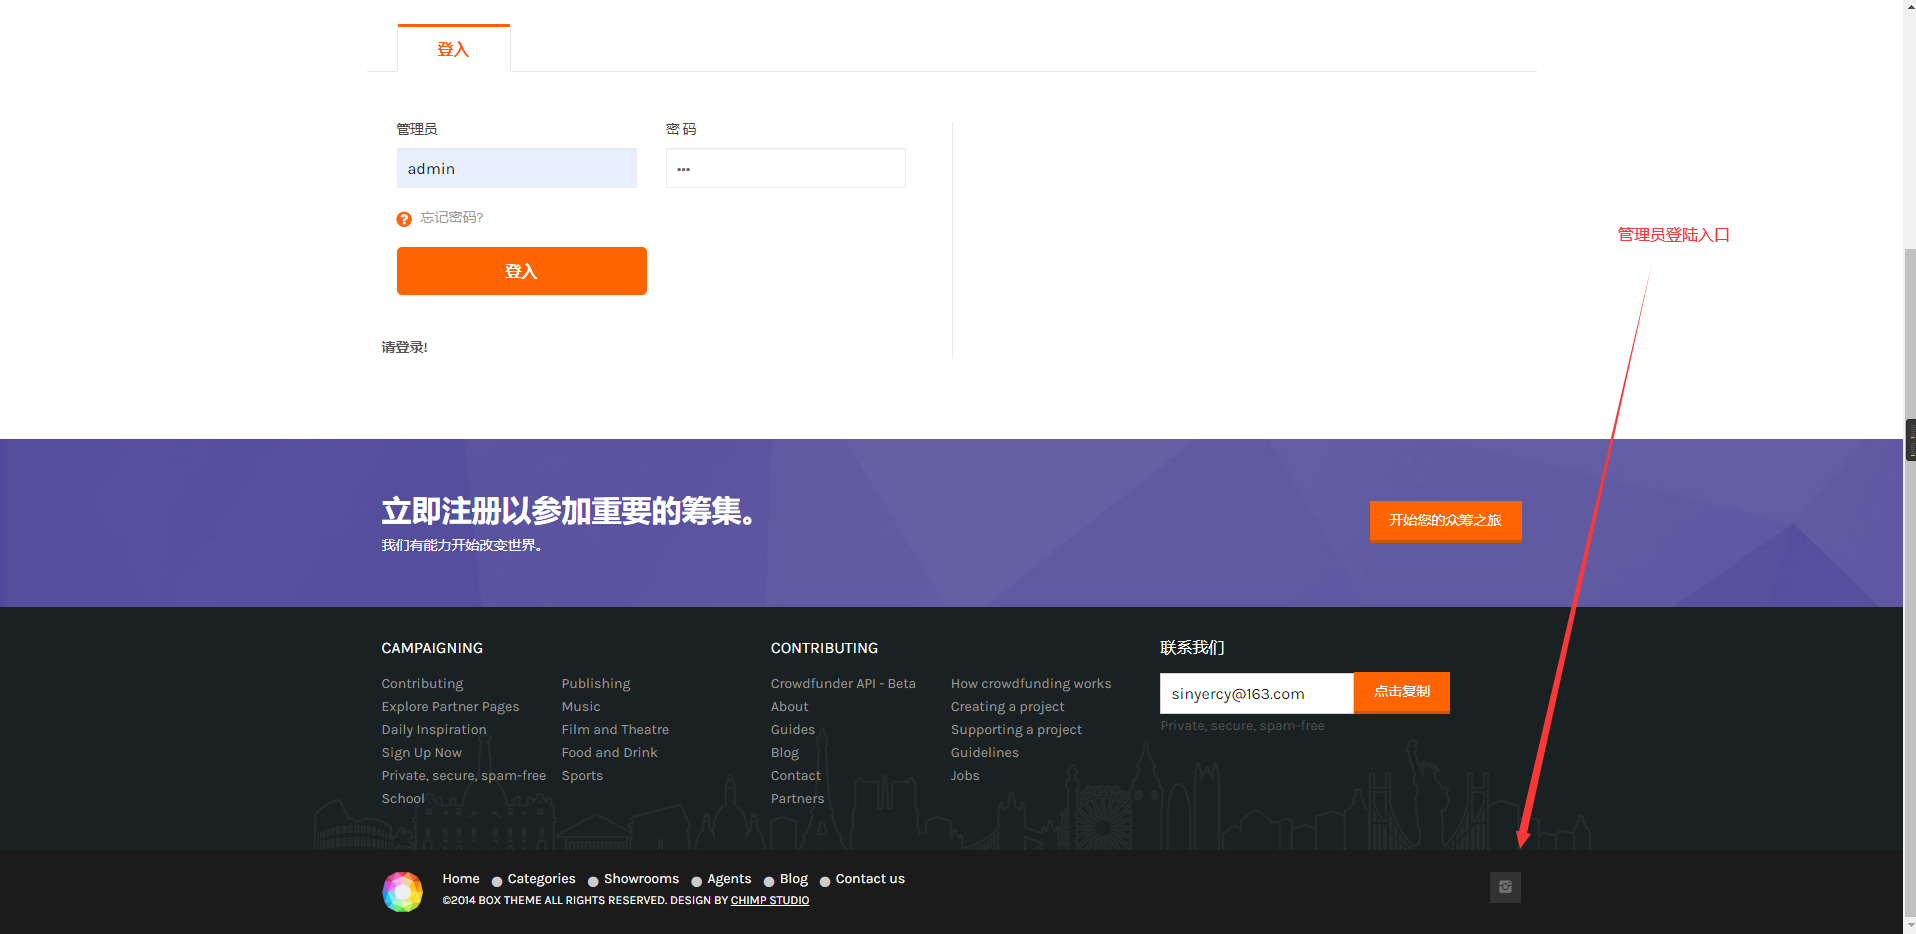 登入
管理员
密 码
admin
•••
忘记密码?
登入
请登录!
管理员登陆入口
立即注册以参加重要的筹集。
我们有能力开始改变世界。
开始您的众筹之旅
CAMPAIGNING
Contributing
Explore Partner Pages
Daily Inspiration
Sign Up Now
Private, secure, spam-free
School
Publishing
Music
Film and Theatre
Food and Drink
Sports
CONTRIBUTING
Crowdfunder API - Beta
About
Guides
Blog
Contact
Partners
How crowdfunding works
Creating a project
Supporting a project
Guidelines
Jobs
联系我们
sinyercy@163.com
点击复制
Private, secure, spam-free
Home Categories Showrooms Agents Blog Contact us
©2014 BOX THEME ALL RIGHTS RESERVED. DESIGN BY CHIMP STUDIO